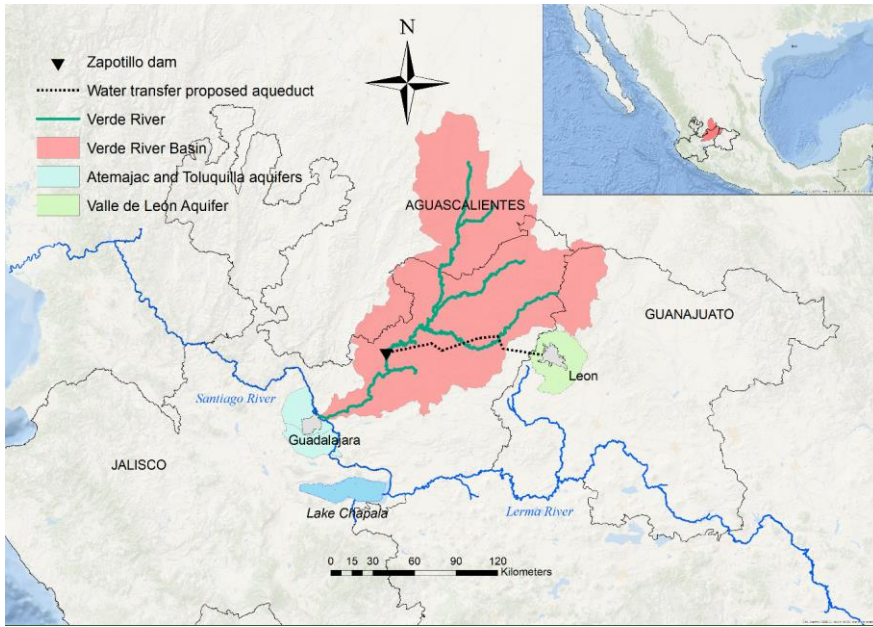 N
Zapotillo dam
Water transfer proposed aqueduct
Verde River
Verde River Basin
Atemajac and Toluquilla aquifers
Valle de León Aquifer
AGUASCALIENTES
GUANAJUATO
Leon
Santiago River
Guadalajara
JALISCO
Lake Chapala
Lerma River
0 15 30 60 90 120
Kilometers